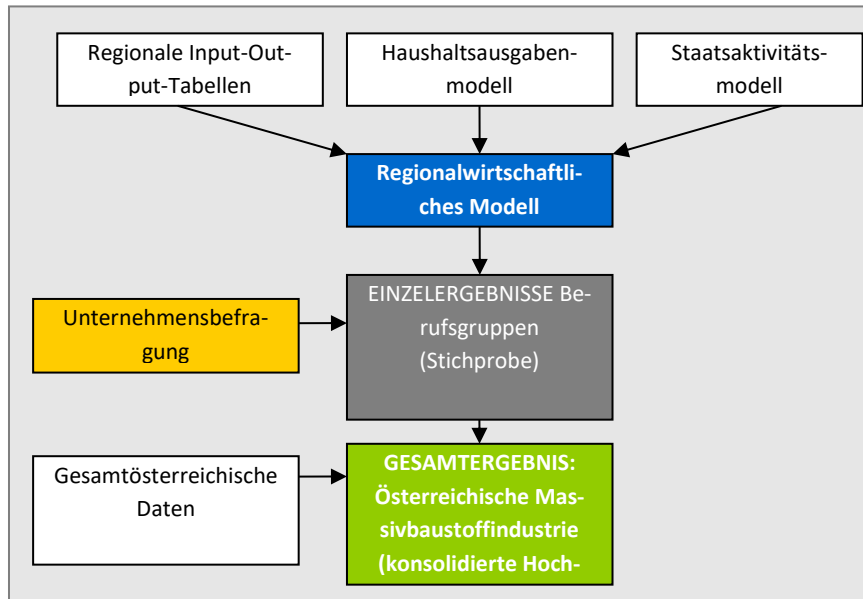 Regionale Input-Out-
put-Tabellen
Haushaltsausgaben-
modell
Staatsaktivitäts-
modell
Regionalwirtschaftli-
ches Modell
EINZELERGEBNISSE Be-
rufsgruppen
(Stichprobe)
Unternehmensbefra-
gung
GESAMTERGEBNIS:
Österreichische Mas-
sivbaustoffindustrie
(konsolidierte Hoch-
Gesamtösterreichische
Daten